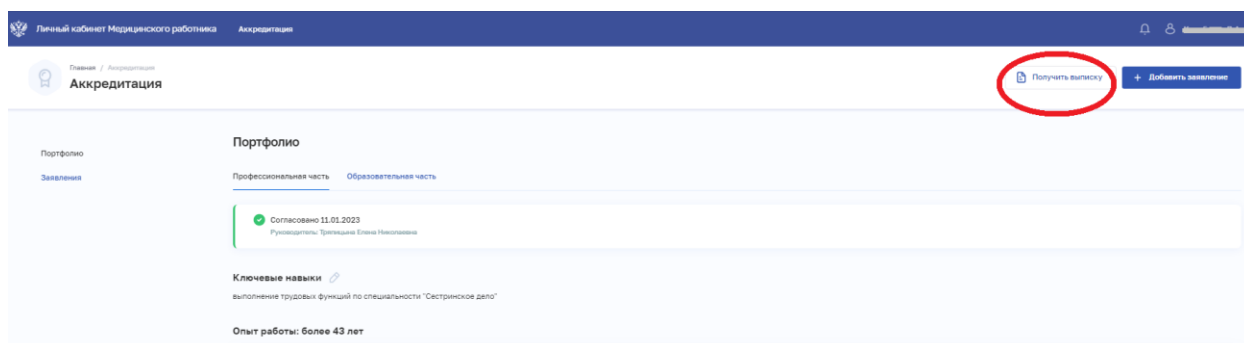 Личный кабинет Медицинского работника Аккредитация
Главная / Аккредитация
Аккредитация
Получить выписку
+ Добавить заявление
Портфолио
Заявления
Портфолио
Профессиональная часть Образовательная часть
Согласовано 11.01.2023
Руководитель: Трепицына Елена Николаевна
Ключевые навыки
выполнение трудовых функций по специальности "Сестринское дело"
Опыт работы: более 43 лет